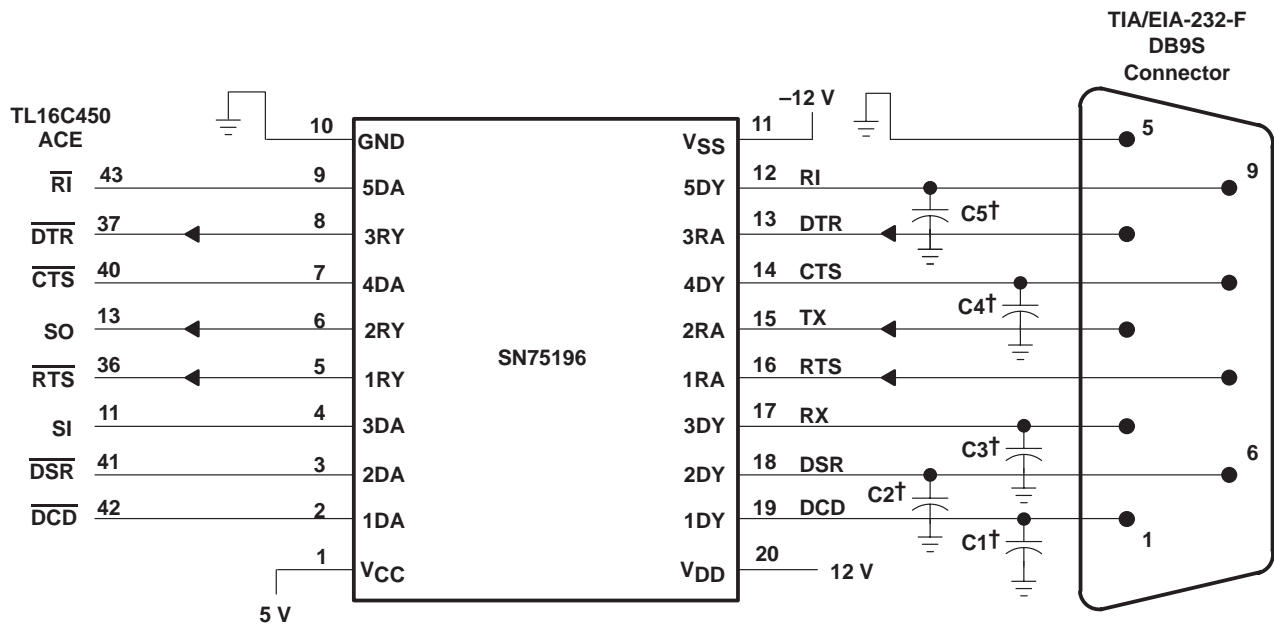 TIA/EIA-232-F
DB9S
Connector
TL16C450
ACE
–12 V
10 GND VSS 11 5
RI 43 9 5DA 5DY 12 RI 9
C5†
DTR 37 8 3RY 3RA 13 DTR
CTS 40 7 4DA 4DY 14 CTS
C4†
SO 13 6 2RY 2RA 15 TX
SN75196
RTS 36 5 1RY 1RA 16 RTS
SI 11 4 3DA 3DY 17 RX
C3†
DSR 41 3 2DA 2DY 18 DSR 6
C2†
DCD 42 2 1DA 1DY 19 DCD 1
C1†
1 VCC VDD 20 12 V
5 V